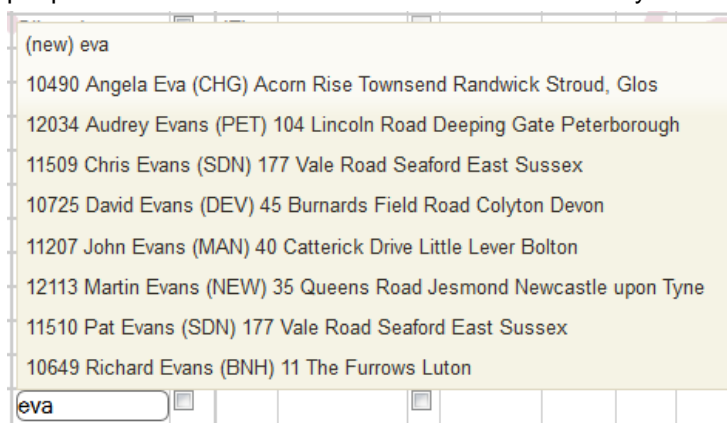 (new) eva
10490 Angela Eva (CHG) Acorn Rise Townsend Randwick Stroud, Glos
12034 Audrey Evans (PET) 104 Lincoln Road Deeping Gate Peterborough
11509 Chris Evans (SDN) 177 Vale Road Seaford East Sussex
10725 David Evans (DEV) 45 Burnards Field Road Colyton Devon
11207 John Evans (MAN) 40 Catterick Drive Little Lever Bolton
12113 Martin Evans (NEW) 35 Queens Road Jesmond Newcastle upon Tyne
11510 Pat Evans (SDN) 177 Vale Road Seaford East Sussex
10649 Richard Evans (BNH) 11 The Furrows Luton
eva